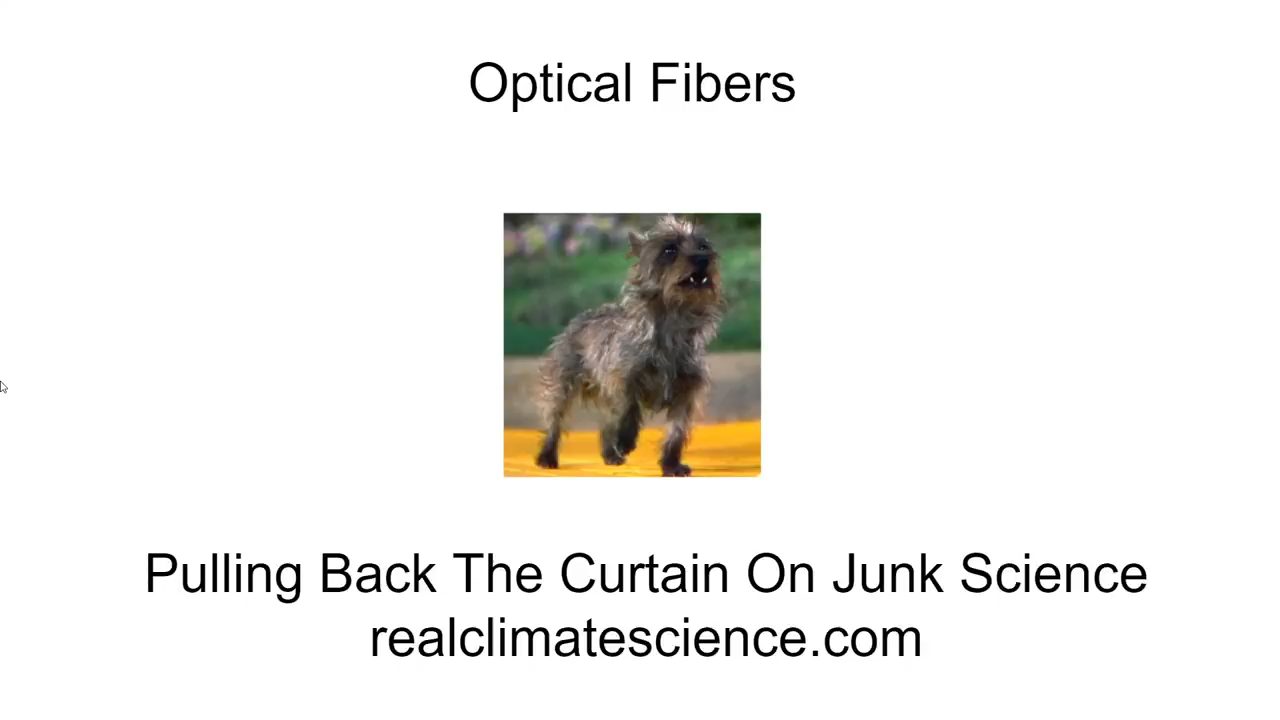 Optical Fibers
Pulling Back The Curtain On Junk Science
realclimatescience.com